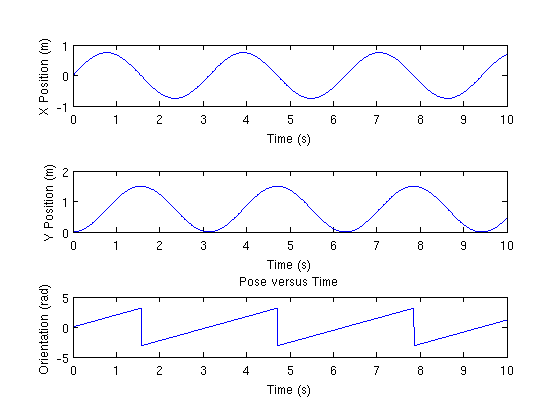 X Position (m)
1
0
-1
0 1 2 3 4 5 6 7 8 9 10
Time (s)
Y Position (m)
2
1
0
0 1 2 3 4 5 6 7 8 9 10
Time (s)
Pose versus Time
Orientation (rad)
5
0
-5
0 1 2 3 4 5 6 7 8 9 10
Time (s)